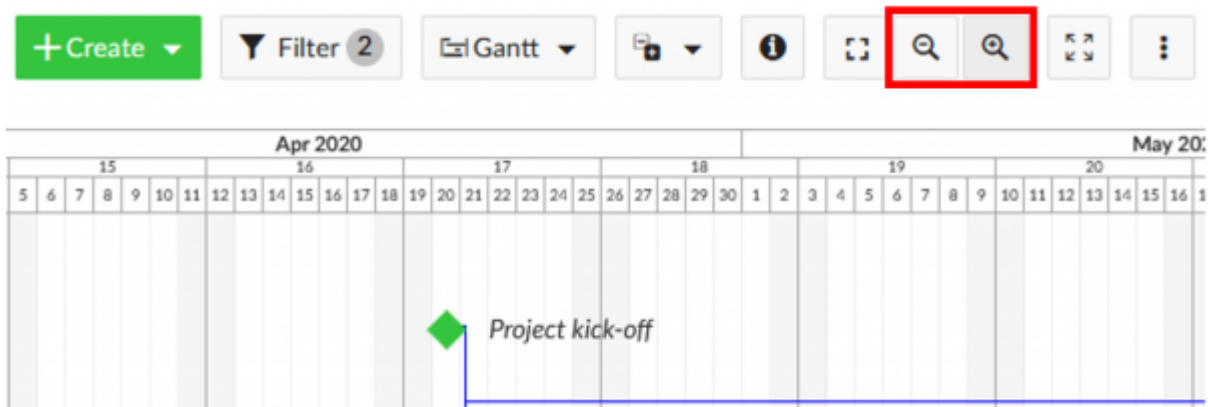 + Create Filter 2 Gantt
Apr 2020 May 20
15 16 17 18 19 20
5 6 7 8 9 10 11 12 13 14 15 16 17 18 19 20 21 22 23 24 25 26 27 28 29 30 1 2 3 4 5 6 7 8 9 10 11 12 13 14 15 16 1
Project kick-off